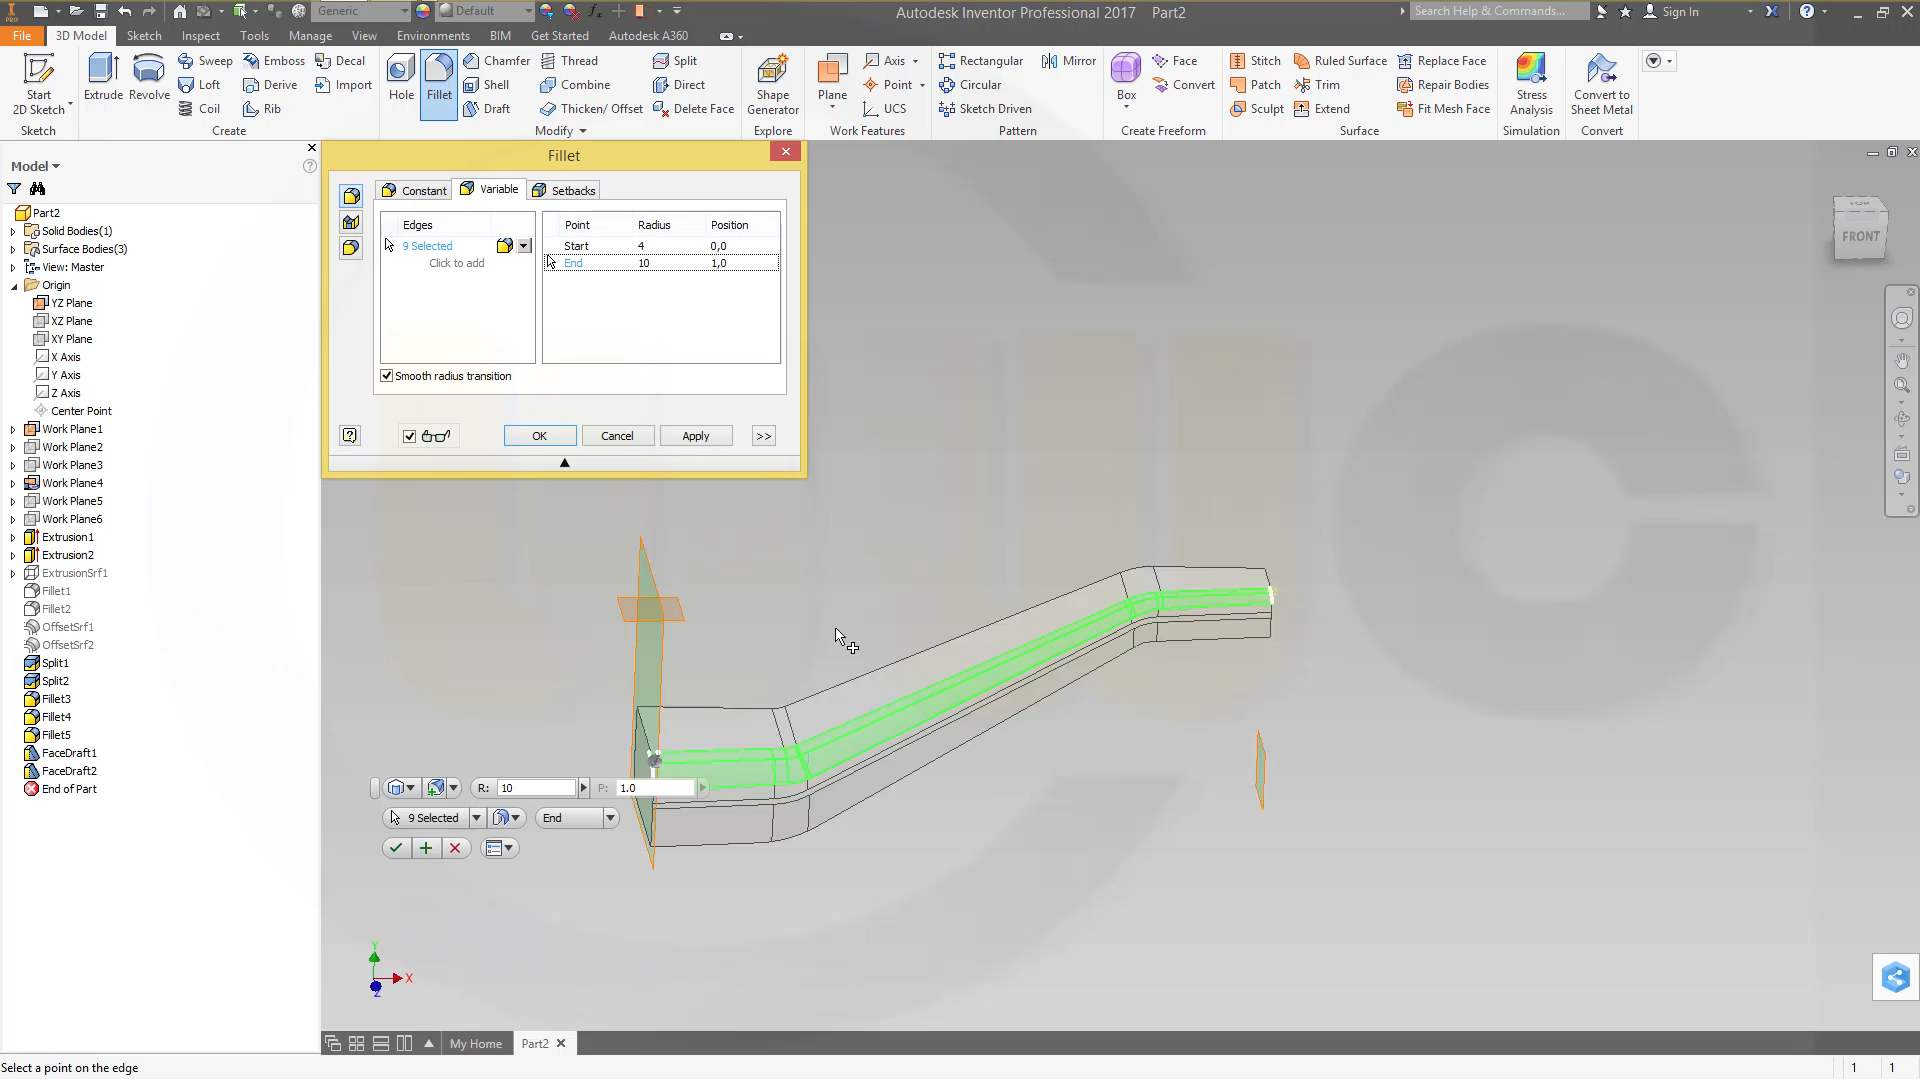 Generic
Default
Autodesk Inventor Professional 2017 Part2
Search Help & Commands...
Sign In
File
3D Model
Sketch
Inspect
Tools
Manage
View
Environments
BIM
Get Started
Autodesk A360
Start
2D Sketch
Sketch
Extrude
Revolve
Sweep
Loft
Coil
Emboss
Derive
Rib
Decal
Import
Create
Hole
Fillet
Chamfer
Shell
Draft
Thread
Combine
Thicken/ Offset
Split
Direct
Delete Face
Modify
Shape
Generator
Explore
Plane
Axis
Point
UCS
Work Features
Rectangular
Circular
Sketch Driven
Mirror
Pattern
Box
Face
Convert
Create Freeform
Stitch
Patch
Sculpt
Ruled Surface
Trim
Extend
Replace Face
Repair Bodies
Fit Mesh Face
Surface
Stress
Analysis
Simulation
Convert to
Sheet Metal
Convert
Model
Part2
Solid Bodies(1)
Surface Bodies(3)
View: Master
Origin
YZ Plane
XZ Plane
XY Plane
X Axis
Y Axis
Z Axis
Center Point
Work Plane1
Work Plane2
Work Plane3
Work Plane4
Work Plane5
Work Plane6
Extrusion1
Extrusion2
ExtrusionSrf1
Fillet1
Fillet2
OffsetSrf1
OffsetSrf2
Split1
Split2
Fillet3
Fillet4
Fillet5
FaceDraft1
FaceDraft2
End of Part
Fillet
Constant
Variable
Setbacks
Edges
9 Selected
Click to add
Point Radius Position
Start 4 0,0
End 10 1,0
Smooth radius transition
OK
Cancel
Apply
>>
TOP
FRONT
R: 10
P: 1.0
9 Selected
End
Y
X
Z
My Home
Part2
Select a point on the edge
1 1